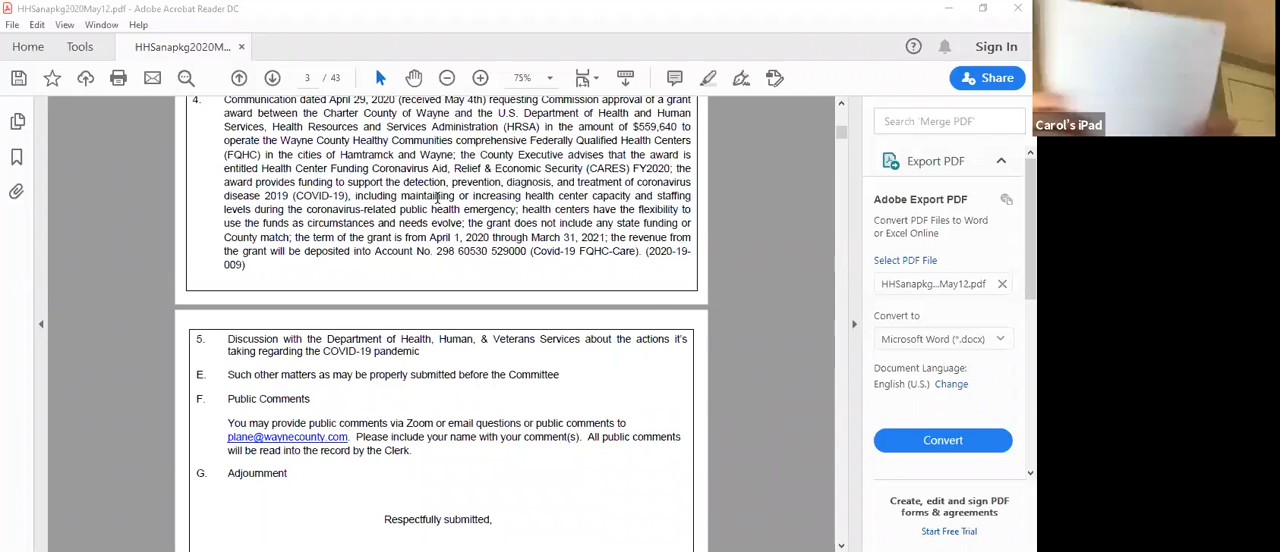 HHSanapkg2020May12.pdf - Adobe Acrobat Reader DC
File Edit View Window Help
Home Tools HHSanapkg2020M... × Sign In
3 / 43 75% Share
4. Communication dated April 29, 2020 (received May 4th) requesting Commission approval of a grant
award between the Charter County of Wayne and the U.S. Department of Health and Human
Services, Health Resources and Services Administration (HRSA) in the amount of $559,640 to
operate the Wayne County Healthy Communities comprehensive Federally Qualified Health Centers
(FQHC) in the cities of Hamtramck and Wayne; the County Executive advises that the award is
entitled Health Center Funding Coronavirus Aid, Relief & Economic Security (CARES) FY2020; the
award provides funding to support the detection, prevention, diagnosis, and treatment of coronavirus
disease 2019 (COVID-19), including maintaining or increasing health center capacity and staffing
levels during the coronavirus-related public health emergency; health centers have the flexibility to
use the funds as circumstances and needs evolve; the grant does not include any state funding or
County match; the term of the grant is from April 1, 2020 through March 31, 2021; the revenue from
the grant will be deposited into Account No. 298 60530 529000 (Covid-19 FQHC-Care). (2020-19-
009)
5. Discussion with the Department of Health, Human, & Veterans Services about the actions it's
taking regarding the COVID-19 pandemic
E. Such other matters as may be properly submitted before the Committee
F. Public Comments
You may provide public comments via Zoom or email questions or public comments to
plane@waynecounty.com. Please include your name with your comment(s). All public comments
will be read into the record by the Clerk.
G. Adjournment
Respectfully submitted,
Search 'Merge PDF'
Export PDF
Adobe Export PDF
Convert PDF Files to Word
or Excel Online
Select PDF File
HHSanapkg...May12.pdf
Convert to
Microsoft Word (*.docx)
Document Language:
English (U.S.) Change
Convert
Create, edit and sign PDF
forms & agreements
Start Free Trial
Carol's iPad